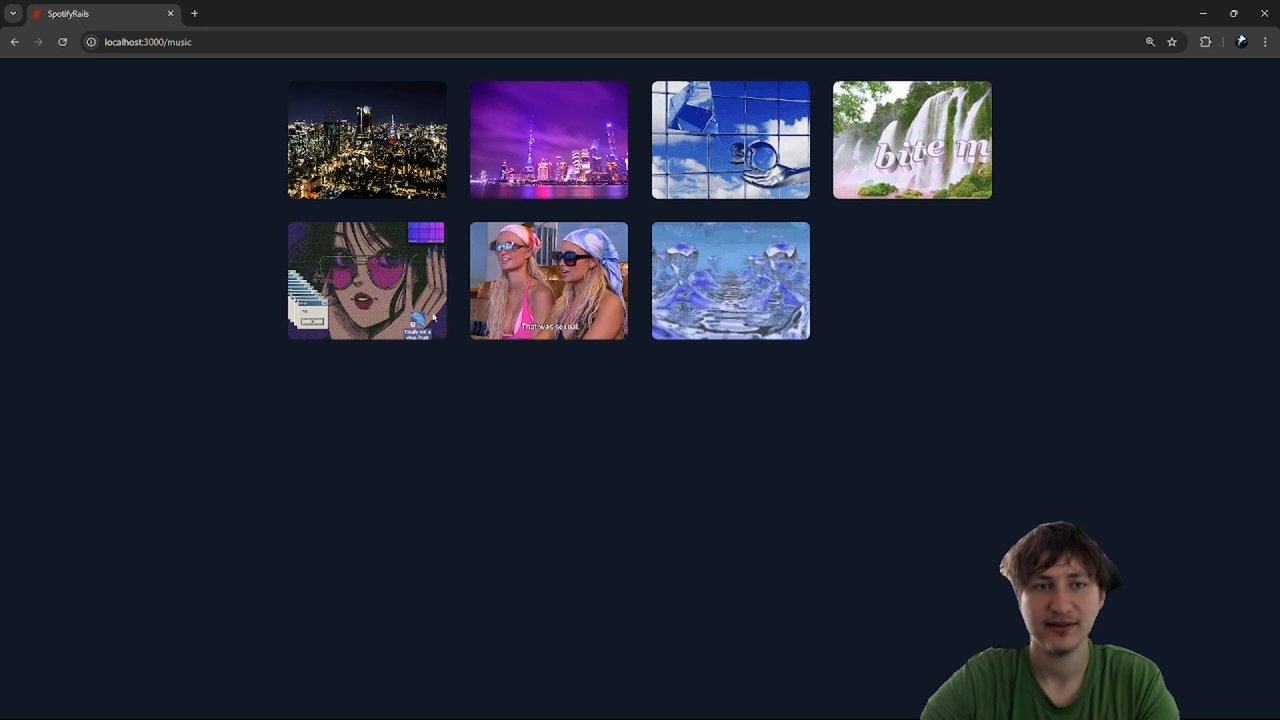 SpotifyRails
localhost:3000/music
bite m
That was sexual.